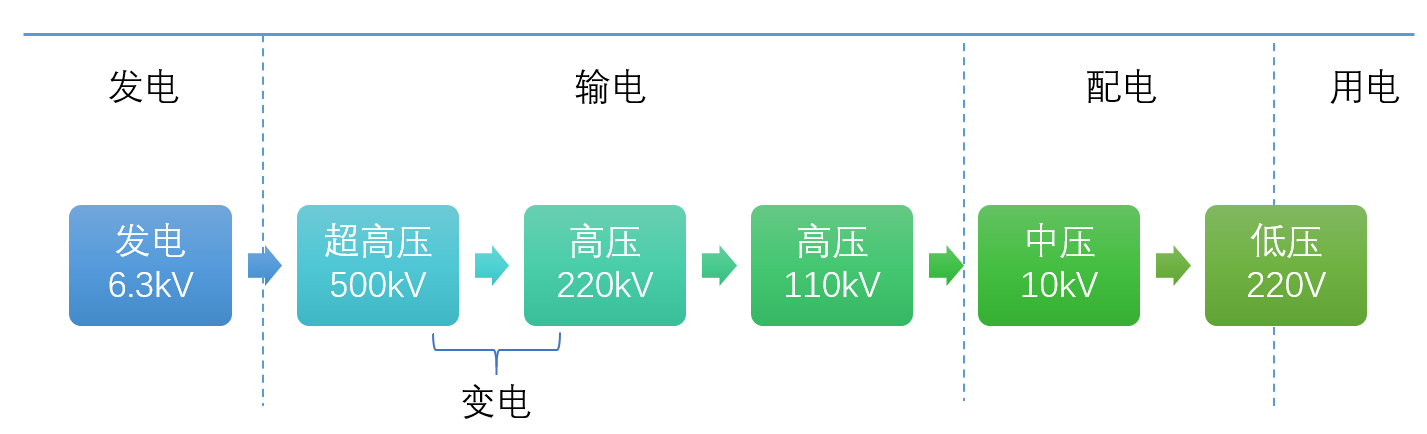 发电
输电
配电
用电
发电
6.3kV
超高压
500kV
高压
220kV
高压
110kV
中压
10kV
低压
220V
变电